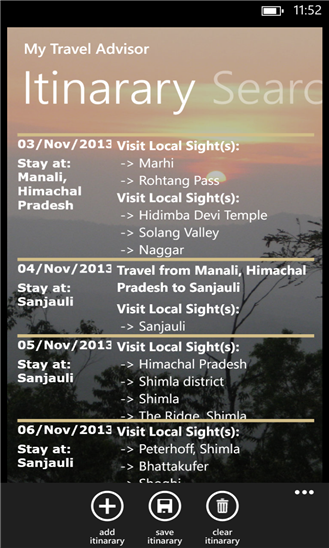 11:52
My Travel Advisor
Itinarary Searc
03/Nov/2013
Stay at:
Manali,
Himachal
Pradesh
Visit Local Sight(s):
-> Marhi
-> Rohtang Pass
Visit Local Sight(s):
-> Hidimba Devi Temple
-> Solang Valley
-> Naggar
04/Nov/2013
Stay at:
Sanjauli
Travel from Manali, Himachal
Pradesh to Sanjauli
Visit Local Sight(s):
-> Sanjauli
05/Nov/2013
Stay at:
Sanjauli
Visit Local Sight(s):
-> Himachal Pradesh
-> Shimla district
-> Shimla
-> The Ridge, Shimla
06/Nov/2013
Stay at:
Sanjauli
Visit Local Sight(s):
-> Peterhoff, Shimla
-> Bhattakufer
-> Shoghi
add
itinarary
save
itinarary
clear
itinarary